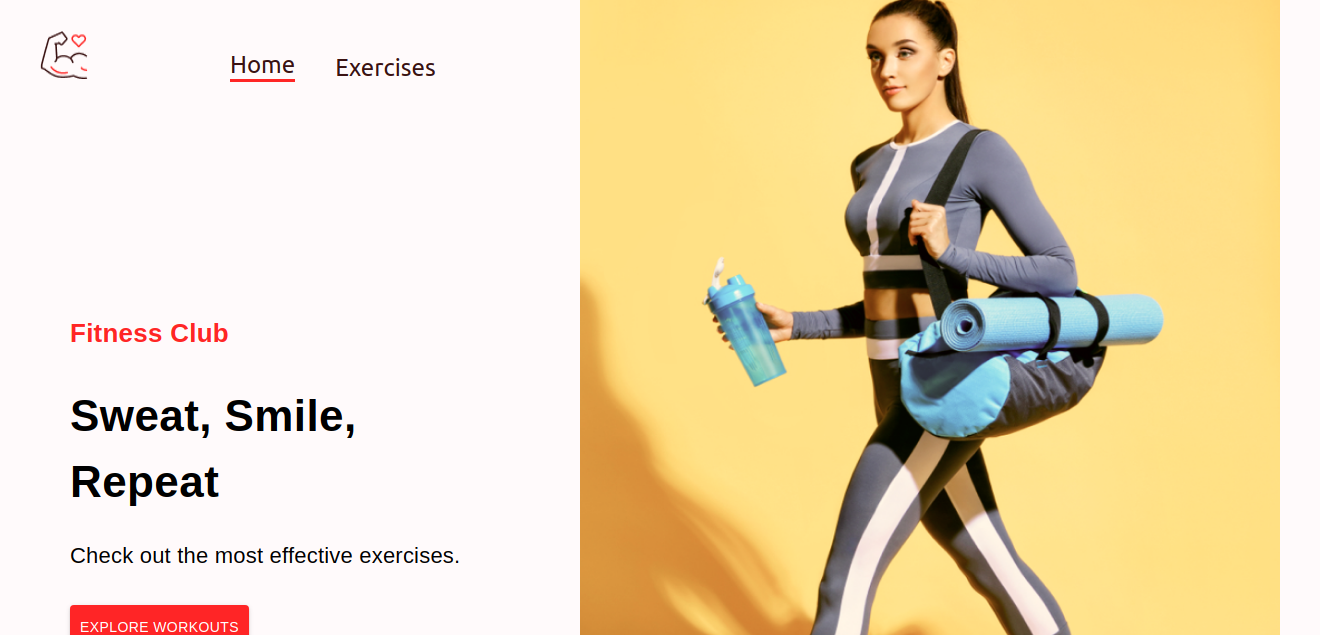 Home Exercises
Fitness Club
Sweat, Smile,
Repeat
Check out the most effective exercises.
EXPLORE WORKOUTS